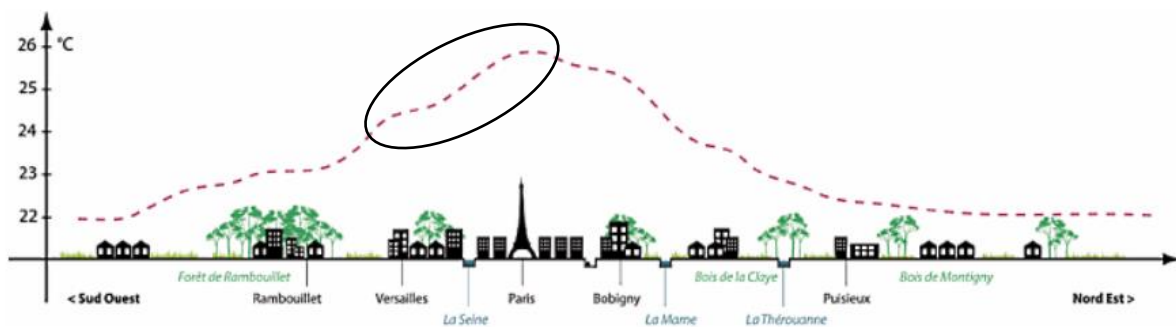 °C
26
25
24
23
22
Forêt de Rambouillet
Bois de la Claye
Bois de Montigny
< Sud Ouest
Rambouillet
Versailles
Paris
Bobigny
Puisieux
Nord Est >
La Seine
La Marne
La Thérouanne